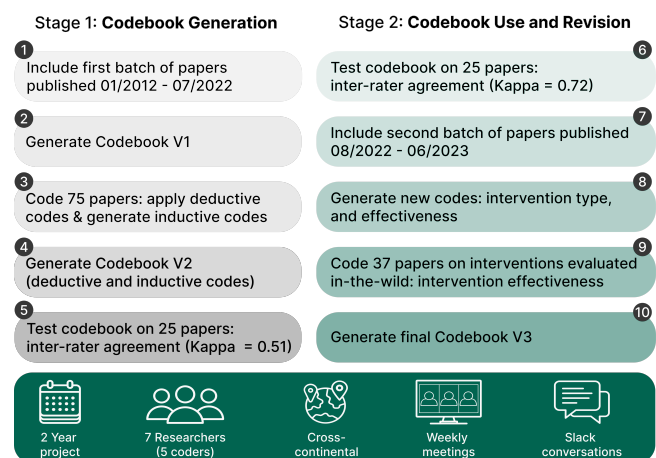 Stage 1: Codebook Generation
1
Include first batch of papers
published 01/2012 - 07/2022
2
Generate Codebook V1
3
Code 75 papers: apply deductive
codes & generate inductive codes
4
Generate Codebook V2
(deductive and inductive codes)
5
Test codebook on 25 papers:
inter-rater agreement (Kappa = 0.51)
Stage 2: Codebook Use and Revision
6
Test codebook on 25 papers:
inter-rater agreement (Kappa = 0.72)
7
Include second batch of papers published
08/2022 - 06/2023
8
Generate new codes: intervention type,
and effectiveness
9
Code 37 papers on interventions evaluated
in-the-wild: intervention effectiveness
10
Generate final Codebook V3
2 Year
project
7 Researchers
(5 coders)
Cross-
continental
Weekly
meetings
Slack
conversations